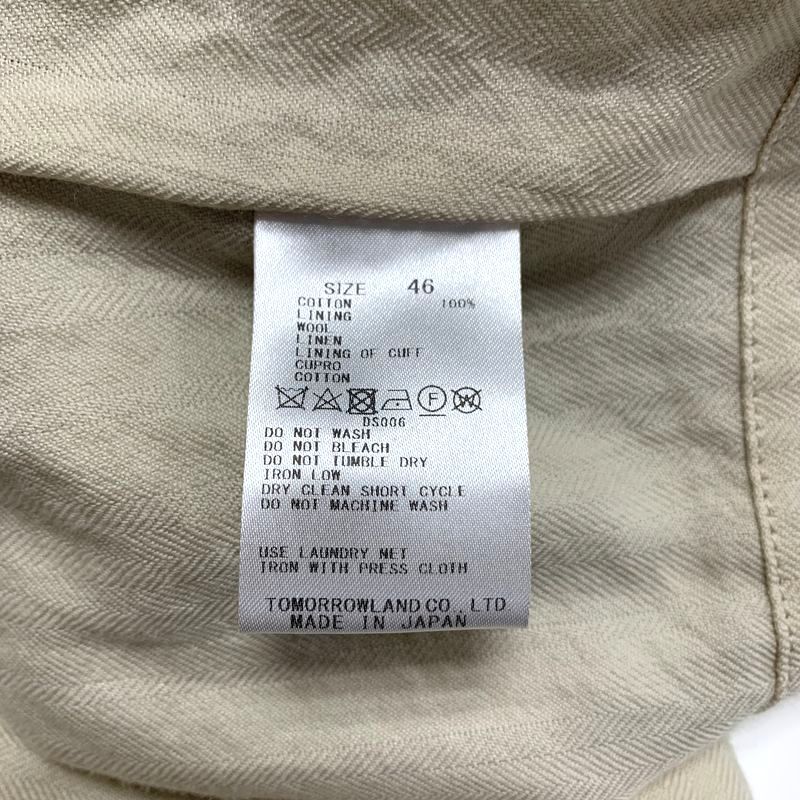 SIZE 46
COTTON 100%
LINING
WOOL
LINEN
LINING OF CUFF
CUPRO
COTTON
F W
DS006
DO NOT WASH
DO NOT BLEACH
DO NOT TUMBLE DRY
IRON LOW
DRY CLEAN SHORT CYCLE
DO NOT MACHINE WASH
USE LAUNDRY NET
IRON WITH PRESS CLOTH
TOMORROWLAND CO., LTD
MADE IN JAPAN